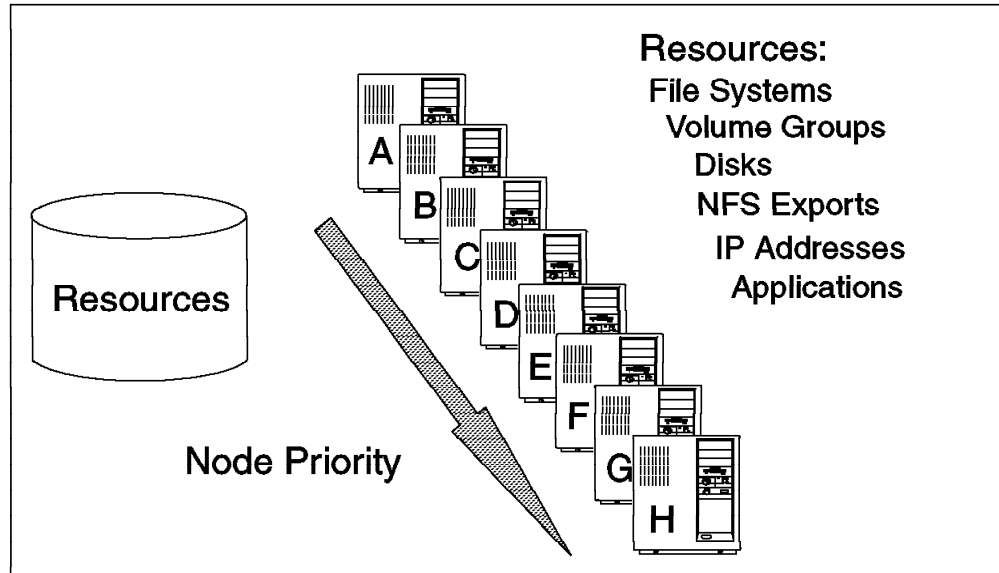 Resources:
File Systems
Volume Groups
Disks
NFS Exports
IP Addresses
Applications
A
B
C
D
E
F
G
H
Resources
Node Priority